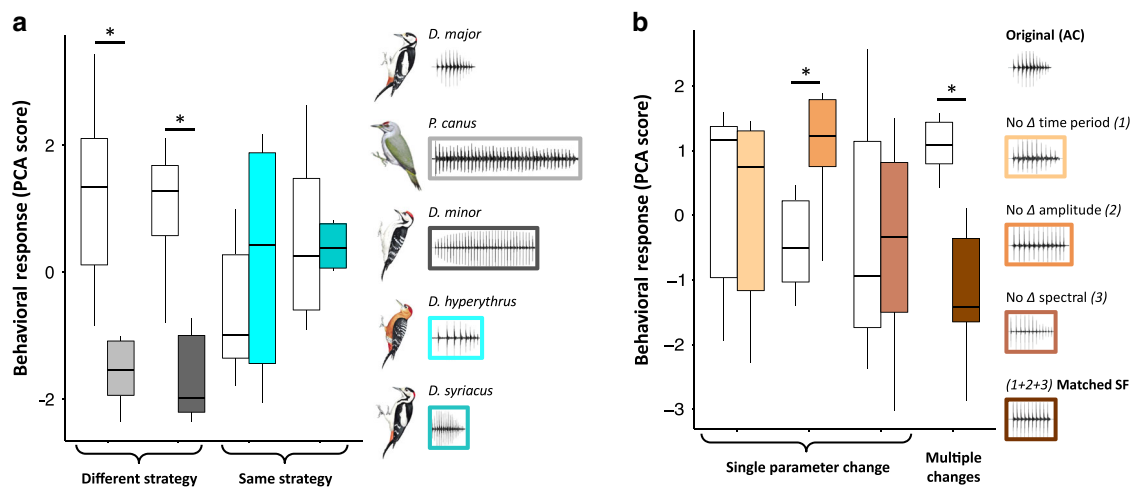 a
Behavioral response (PCA score)
2
0
-2
*
*
Different strategy
Same strategy
D. major
P. canus
D. minor
D. hyperythrus
D. syriacus
b
Behavioral response (PCA score)
2
1
0
−1
−2
−3
*
*
Single parameter change
Multiple
changes
Original (AC)
No Δ time period (1)
No Δ amplitude (2)
No Δ spectral (3)
(1+2+3) Matched SF